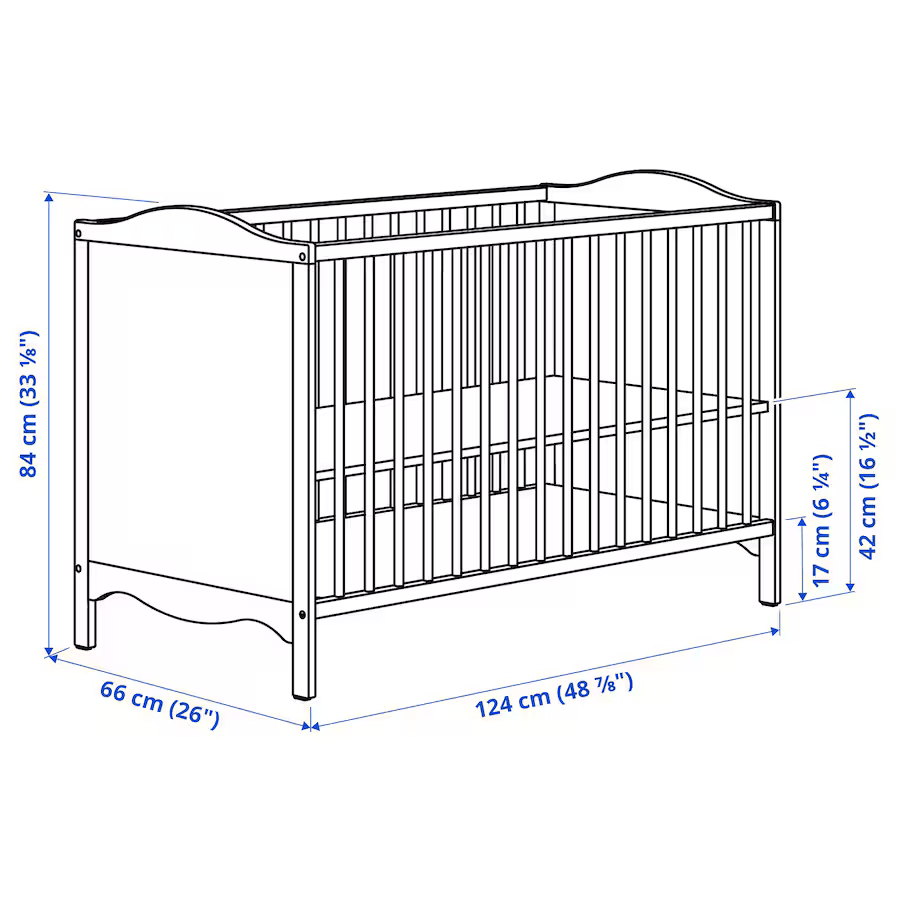 84 cm (33 ⅛")
66 cm (26")
124 cm (48 ⅞")
17 cm (6 ¼")
42 cm (16 ½")